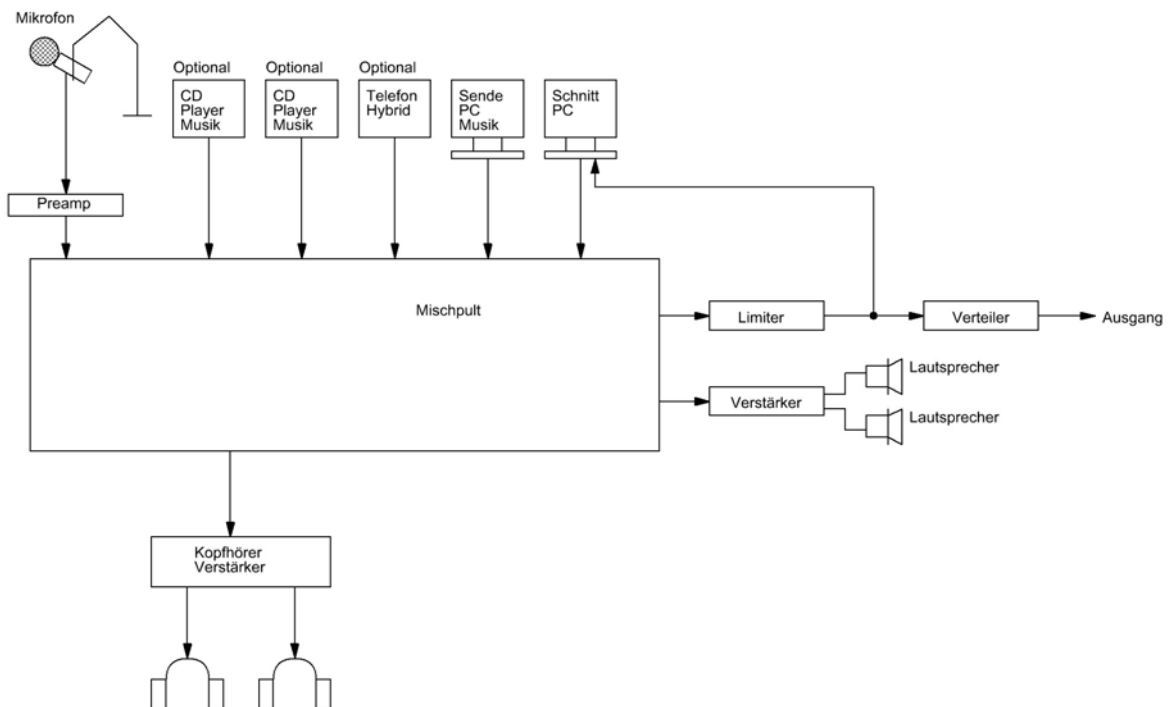 Mikrofon
Optional
Optional
Optional
CD
Player
Musik
CD
Player
Musik
Telefon
Hybrid
Sende
PC
Musik
Schnitt
PC
Preamp
Mischpult
Limiter
Verteiler
Ausgang
Lautsprecher
Verstärker
Lautsprecher
Kopfhörer
Verstärker